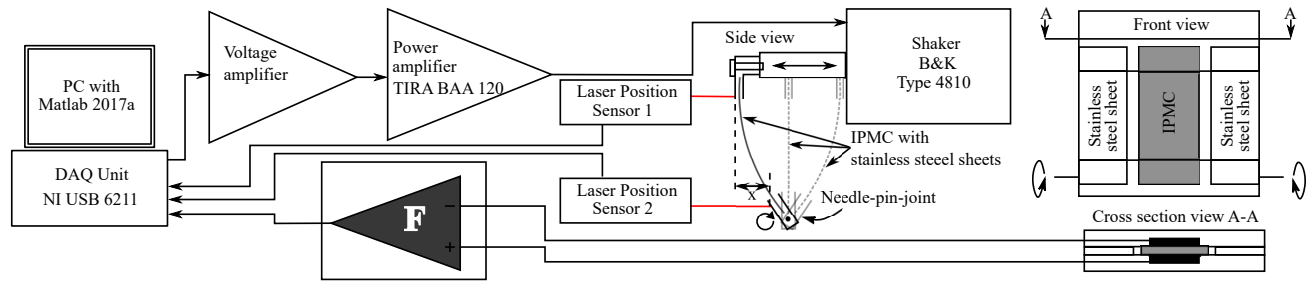 PC with
Matlab 2017a
DAQ Unit
NI USB 6211
Voltage
amplifier
Power
amplifier
TIRA BAA 120
Laser Position
Sensor 1
Laser Position
Sensor 2
F
−
+
Side view
Shaker
B&K
Type 4810
IPMC with
stainless steeel sheets
x
Needle-pin-joint
A
A
Front view
Stainless
steel sheet
IPMC
Stainless
steel sheet
Cross section view A-A